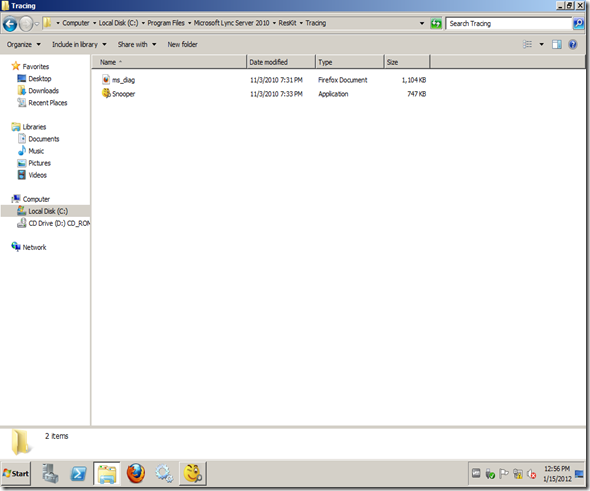 Tracing
Computer Local Disk (C:) Program Files Microsoft Lync Server 2010 ResKit Tracing
Search Tracing
Organize Include in library Share with New folder
Name Date modified Type Size
Favorites
Desktop
Downloads
Recent Places
Libraries
Documents
Music
Pictures
Videos
Computer
Local Disk (C:)
CD Drive (D:) CD_ROM
Network
ms_diag 11/3/2010 7:31 PM Firefox Document 1,104 KB
Snooper 11/3/2010 7:33 PM Application 747 KB
2 items
Start
12:56 PM
1/15/2012